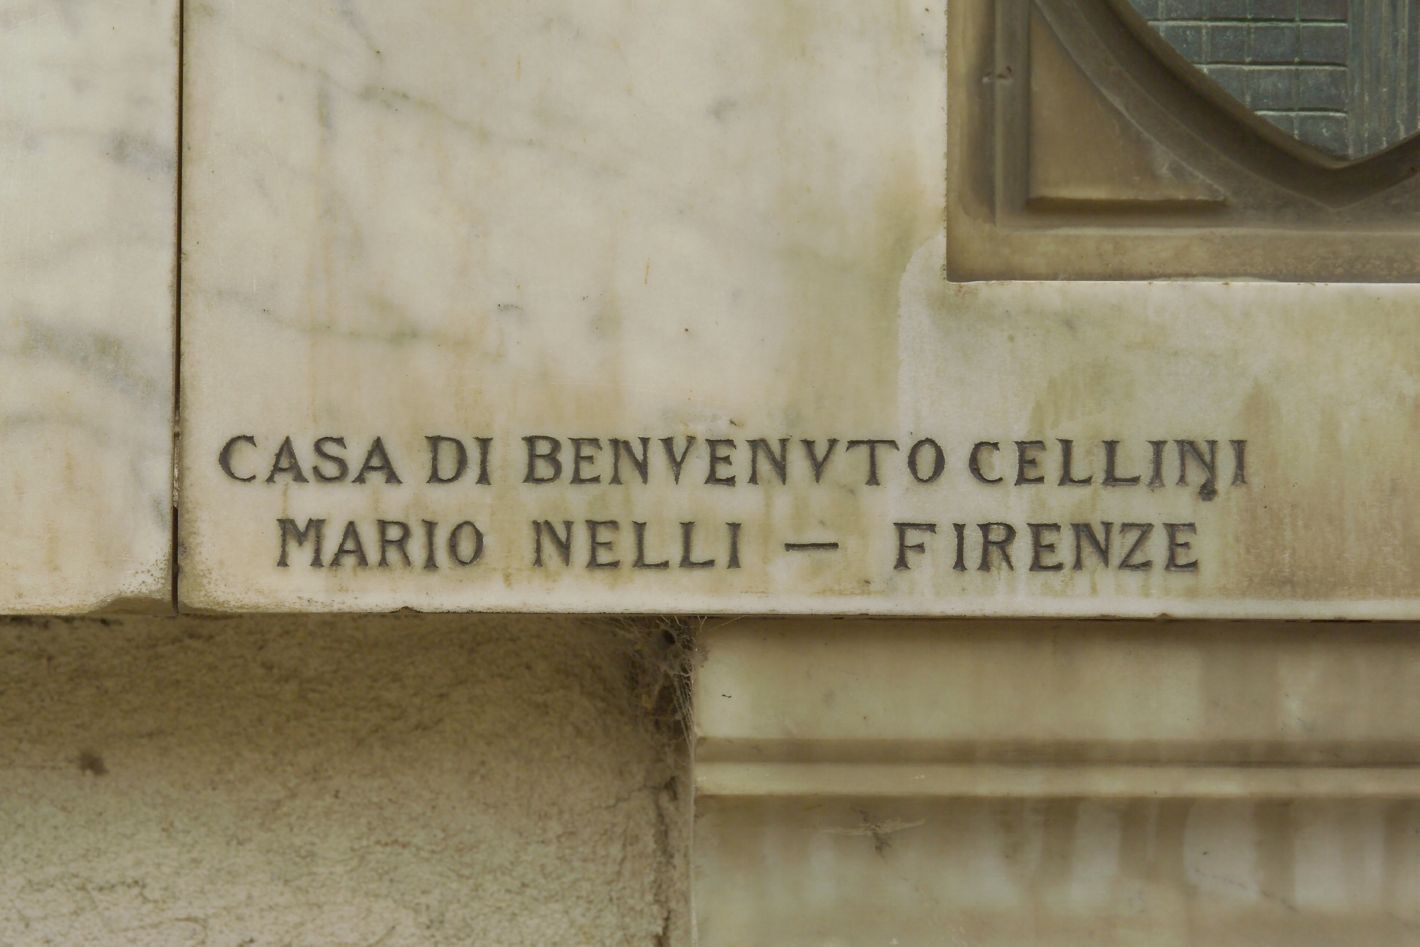 CASA DI BENVENVTO CELLINI
MARIO NELLI — FIRENZE